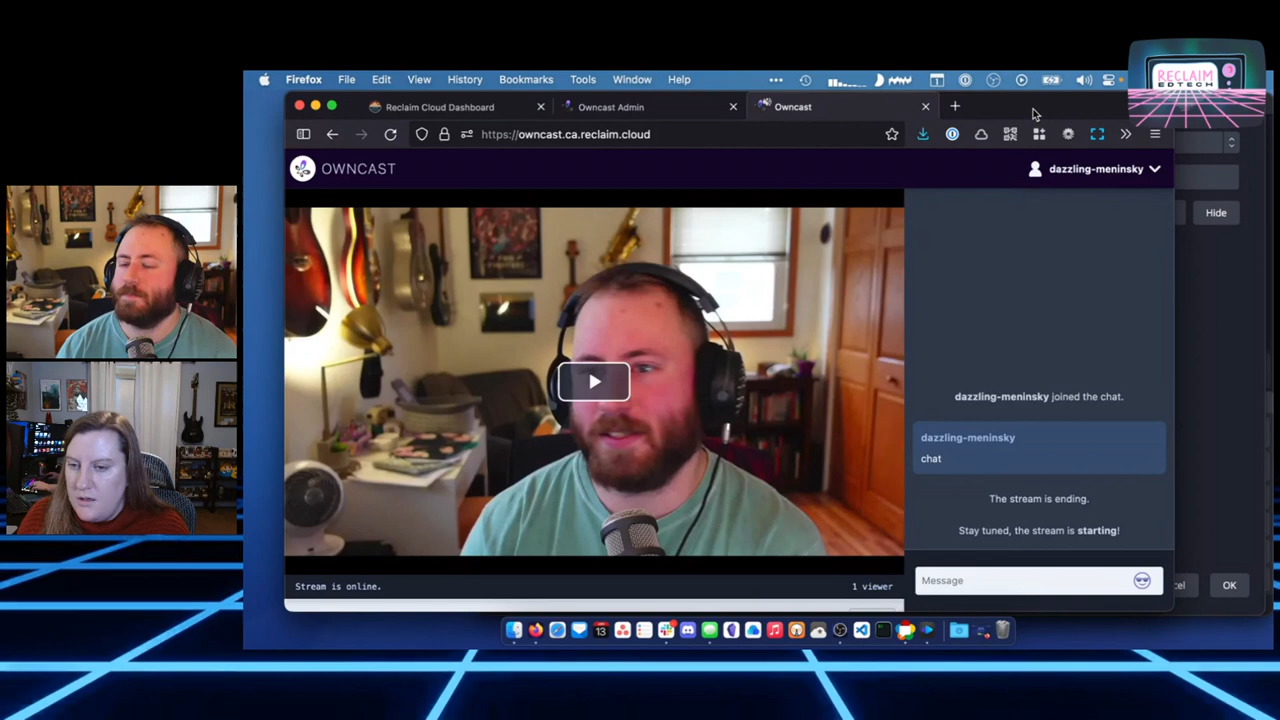 Firefox File Edit View History Bookmarks Tools Window Help
RECLAIM
EDTECH
Reclaim Cloud Dashboard
Owncast Admin
Owncast
https://owncast.ca.reclaim.cloud
OWNCAST
dazzling-meninsky
Hide
dazzling-meninsky joined the chat.
dazzling-meninsky
chat
The stream is ending.
Stay tuned, the stream is starting!
Message
Stream is online.
1 viewer
cel
OK
13